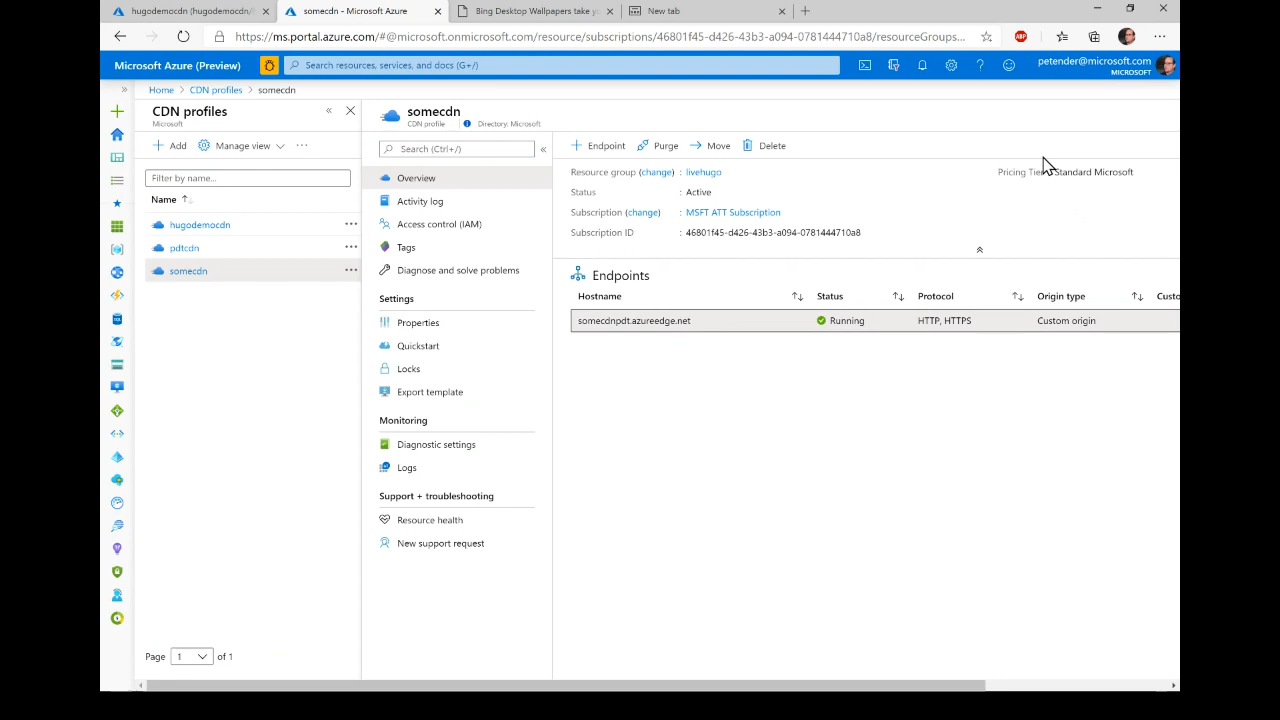 hugodemocdn (hugodemocdn/
somecdn - Microsoft Azure
Bing Desktop Wallpapers take yo
New tab
https://ms.portal.azure.com/#@microsoft.onmicrosoft.com/resource/subscriptions/46801f45-d426-43b3-a094-0781444710a8/resourceGroups...
ABP
Microsoft Azure (Preview)
Search resources, services, and docs (G+/)
petender@microsoft.com
MICROSOFT
Home > CDN profiles > somecdn
CDN profiles
Microsoft
Add
Manage view
Filter by name...
Name
hugodemocdn
pdtcdn
somecdn
Page 1 of 1
somecdn
CDN profile
Directory: Microsoft
Search (Ctrl+/)
Overview
Activity log
Access control (IAM)
Tags
Diagnose and solve problems
Settings
Properties
Quickstart
Locks
Export template
Monitoring
Diagnostic settings
Logs
Support + troubleshooting
Resource health
New support request
Endpoint
Purge
Move
Delete
Resource group (change) : livehugo
Pricing Tier : Standard Microsoft
Status : Active
Subscription (change) : MSFT ATT Subscription
Subscription ID : 46801f45-d426-43b3-a094-0781444710a8
Endpoints
Hostname Status Protocol Origin type Custo
somecdnpdt.azureedge.net Running HTTP, HTTPS Custom origin